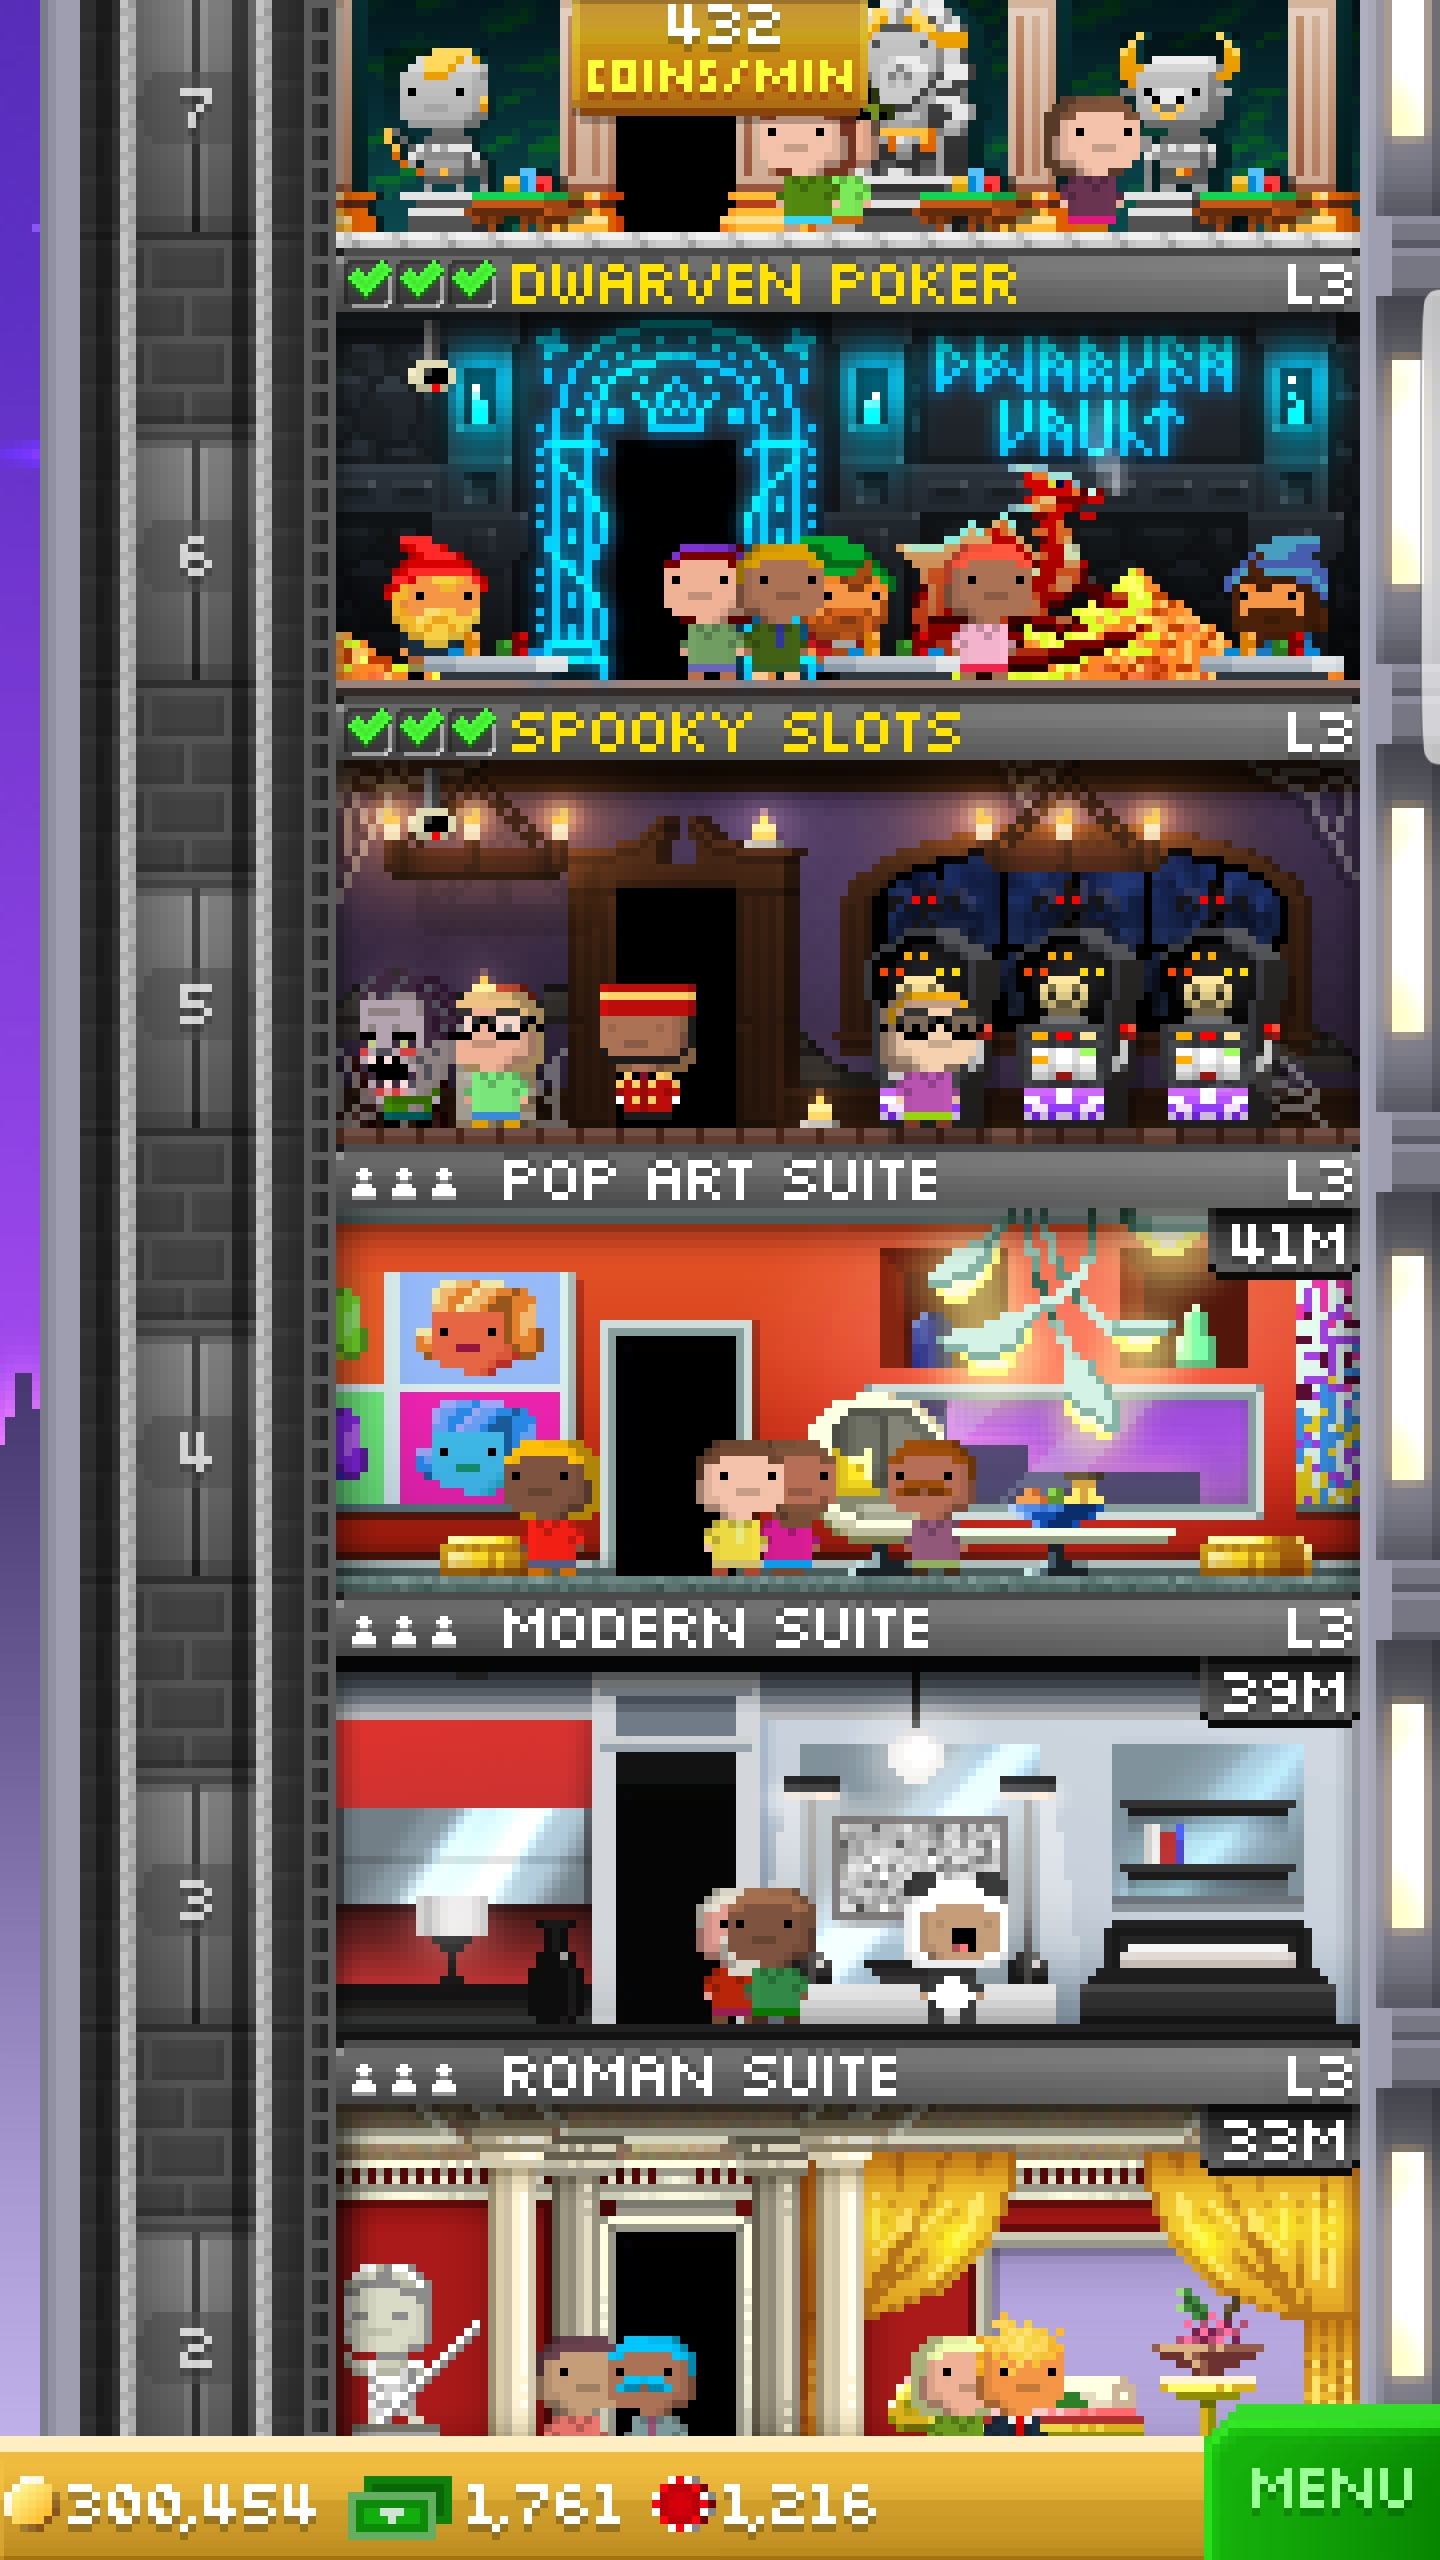 432
COINS/MIN
7
DWARVEN POKER L3
DWARVEN
VAULT
6
SPOOKY SLOTS L3
5
POP ART SUITE L3
41M
4
MODERN SUITE L3
39M
3
ROMAN SUITE L3
33M
2
300,454 1,761 1,216 MENU